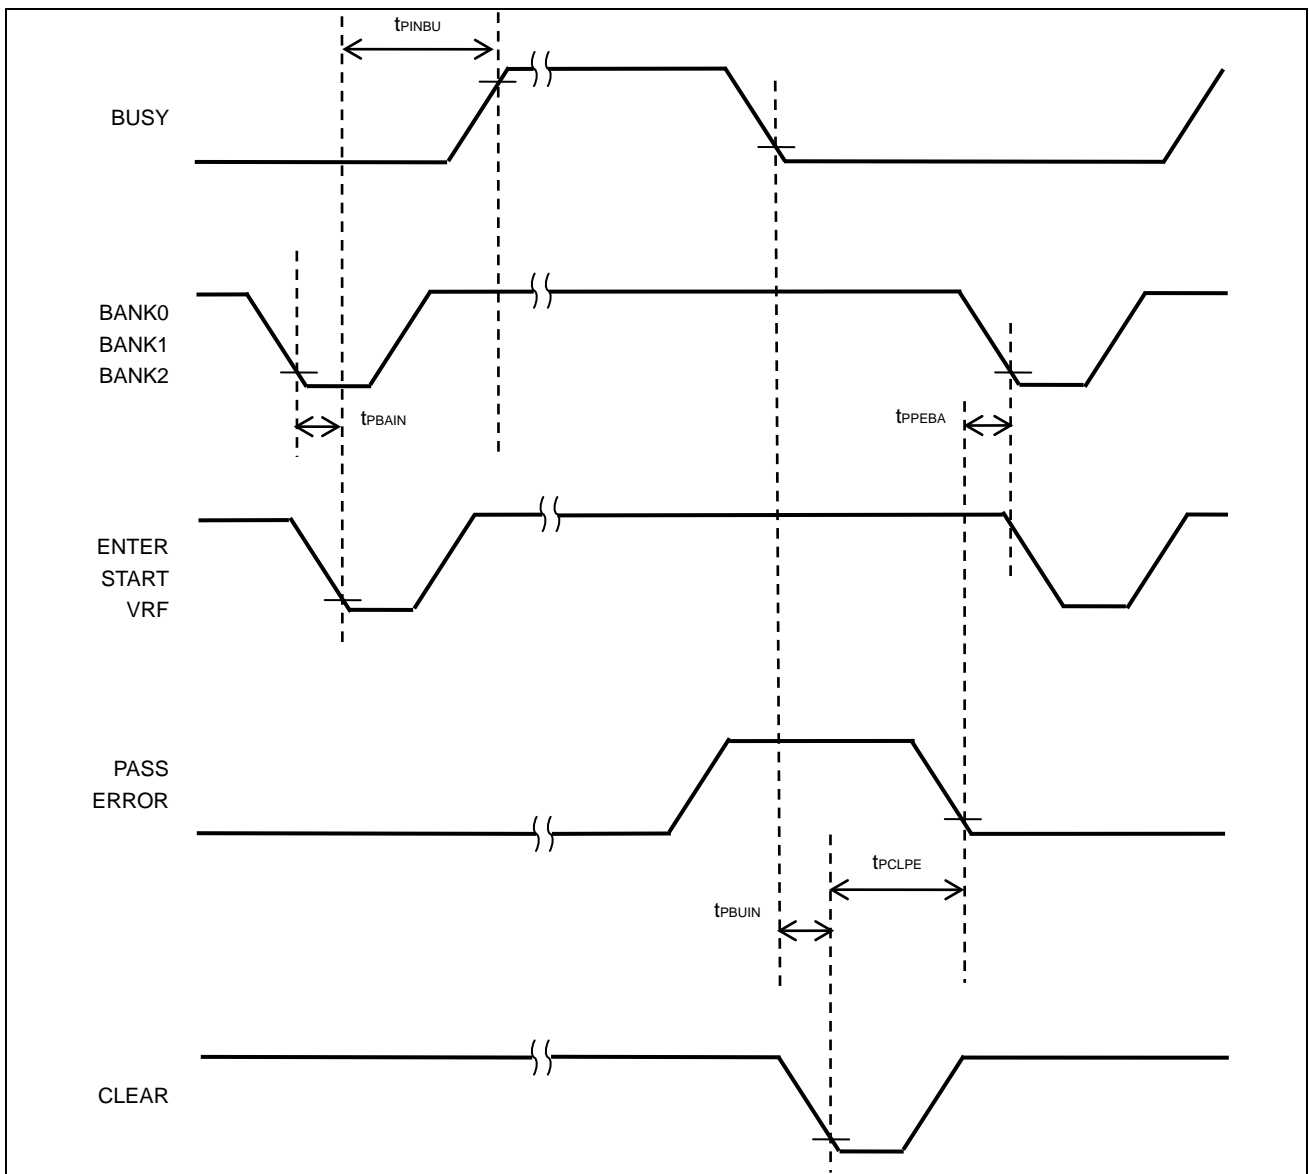 tPINBU
BUSY
BANK0
BANK1
BANK2
tPBAIN
tPPEBA
ENTER
START
VRF
PASS
ERROR
tPCLPE
tPBUIN
CLEAR